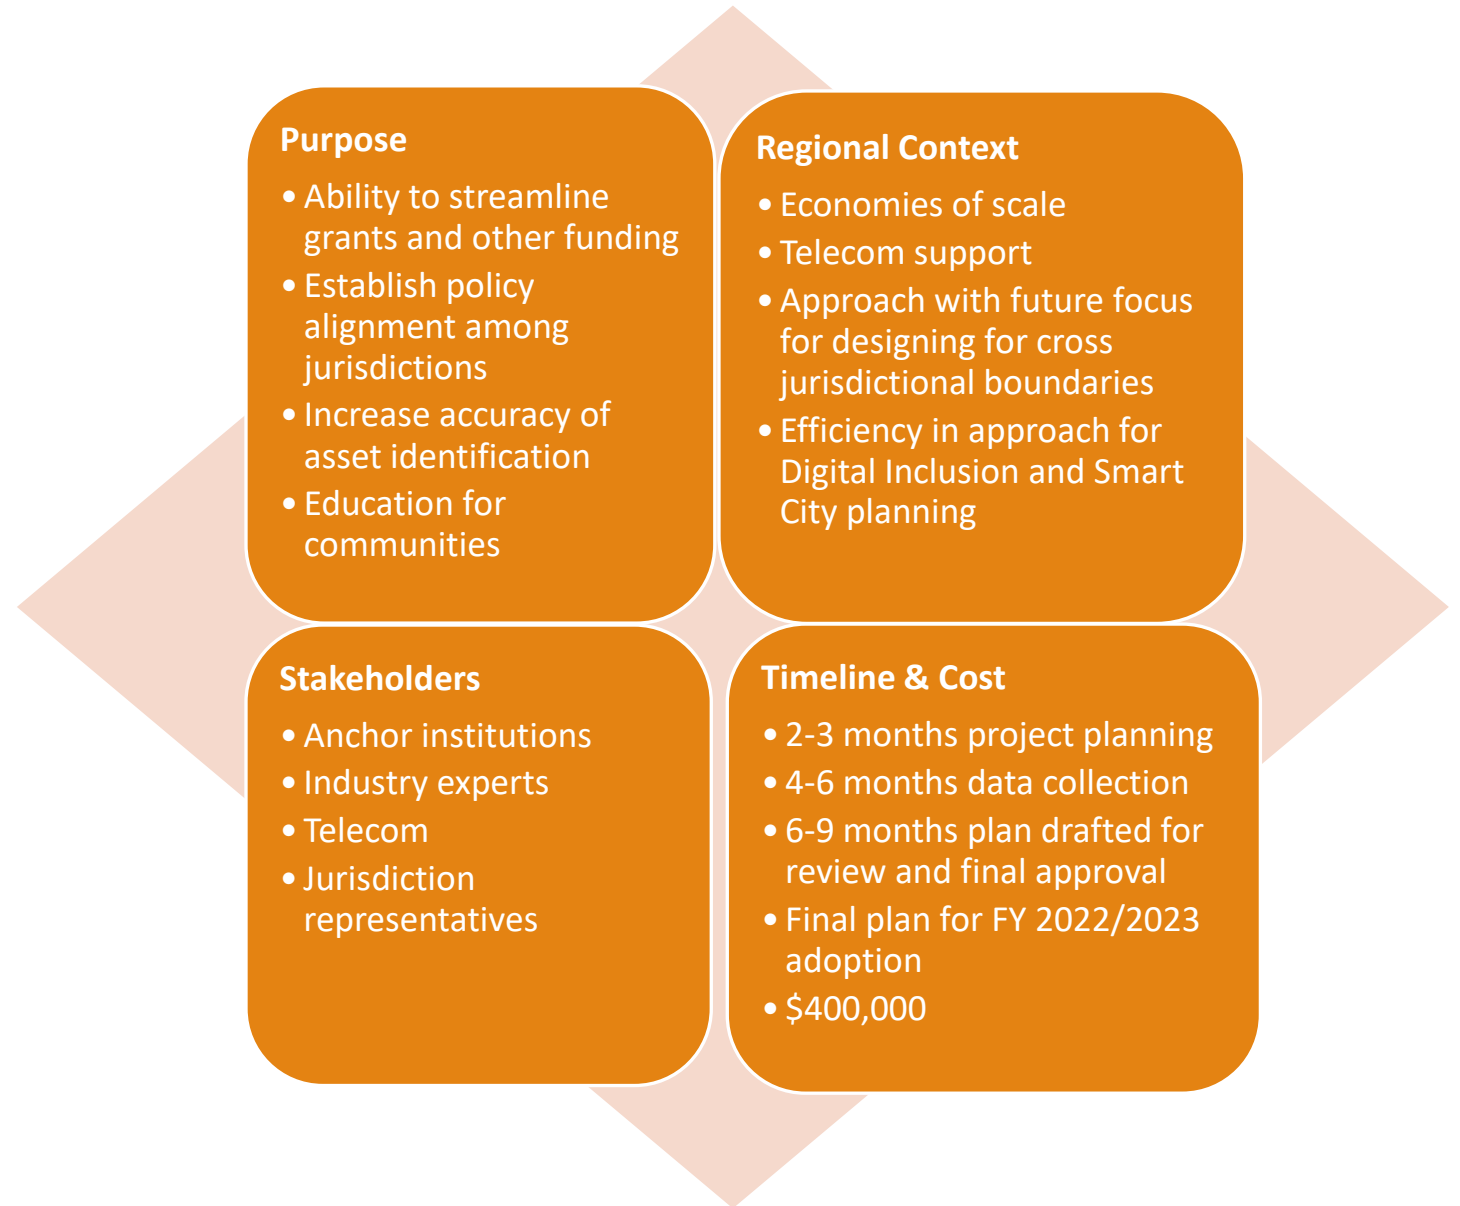 Purpose
• Ability to streamline
grants and other funding
• Establish policy
alignment among
jurisdictions
• Increase accuracy of
asset identification
• Education for
communities
Regional Context
• Economies of scale
• Telecom support
• Approach with future focus
for designing for cross
jurisdictional boundaries
• Efficiency in approach for
Digital Inclusion and Smart
City planning
Stakeholders
• Anchor institutions
• Industry experts
• Telecom
• Jurisdiction
representatives
Timeline & Cost
• 2-3 months project planning
• 4-6 months data collection
• 6-9 months plan drafted for
review and final approval
• Final plan for FY 2022/2023
adoption
• $400,000